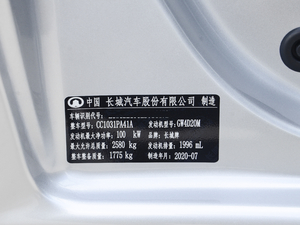 中国 长城汽车股份有限公司 制造
车辆识别代号:
整车型号: CC1031PA41A 发动机型号: GW4D20M
发动机最大净功率: 100 kW 品牌: 长城牌
最大允许总质量: 2580 kg 发动机排量: 1996 mL
整车整备质量: 1775 kg 制造年月: 2020-07